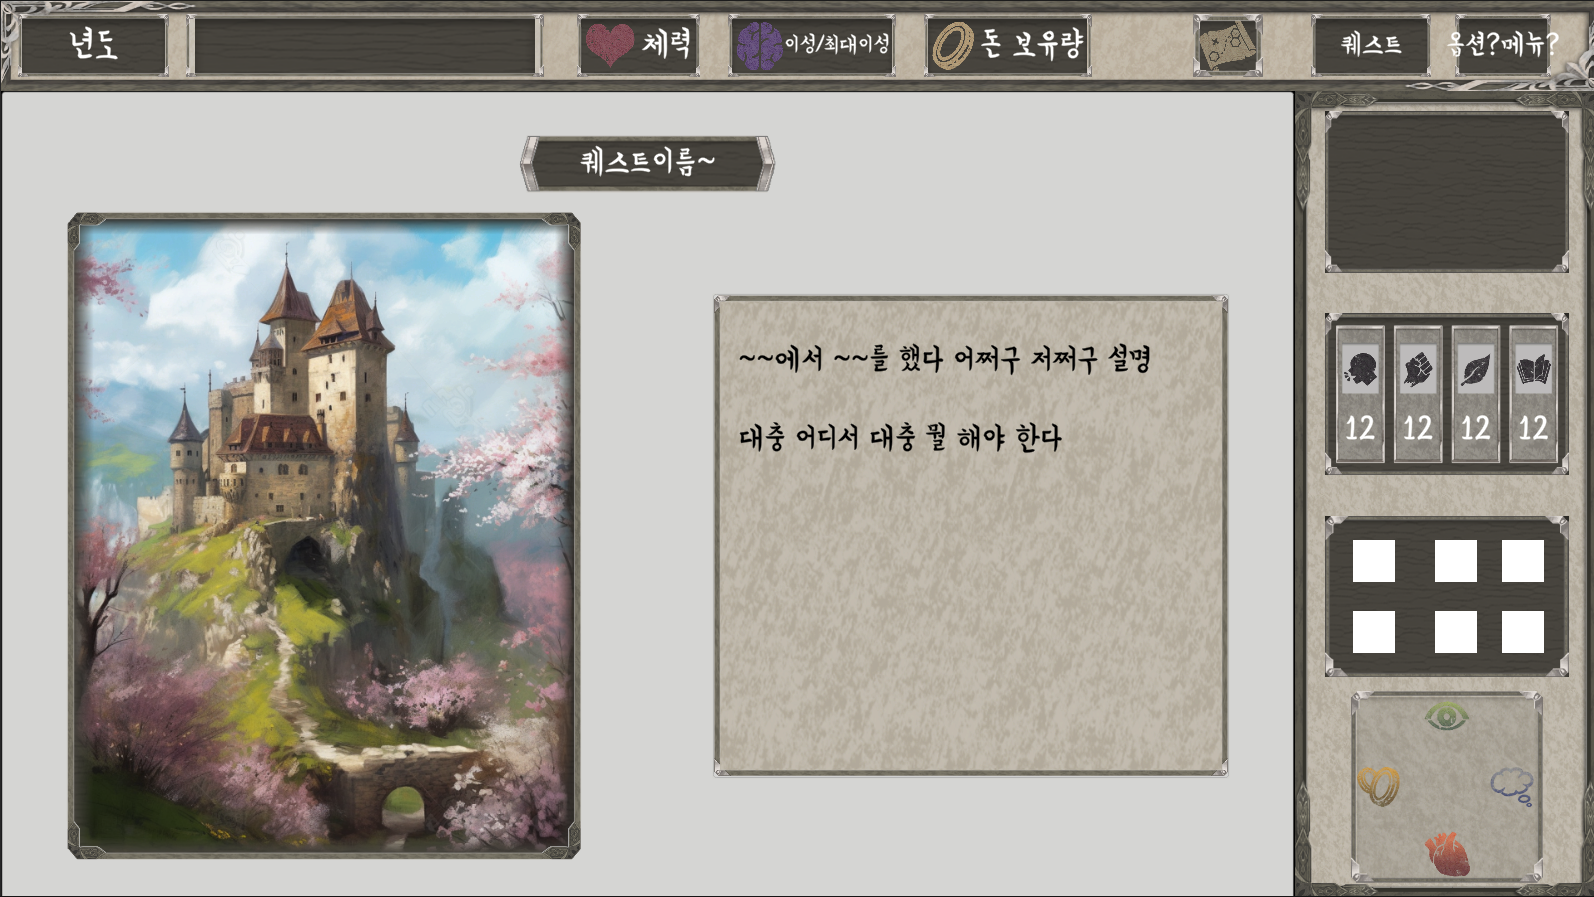 년도
체력
이성/최대이성
돈 보유량
퀘스트
옵션?메뉴?
퀘스트이름~
~~에서 ~~를 했다 어쩌구 저쩌구 설명
대충 어디서 대충 뭘 해야 한다
12 12 12 12